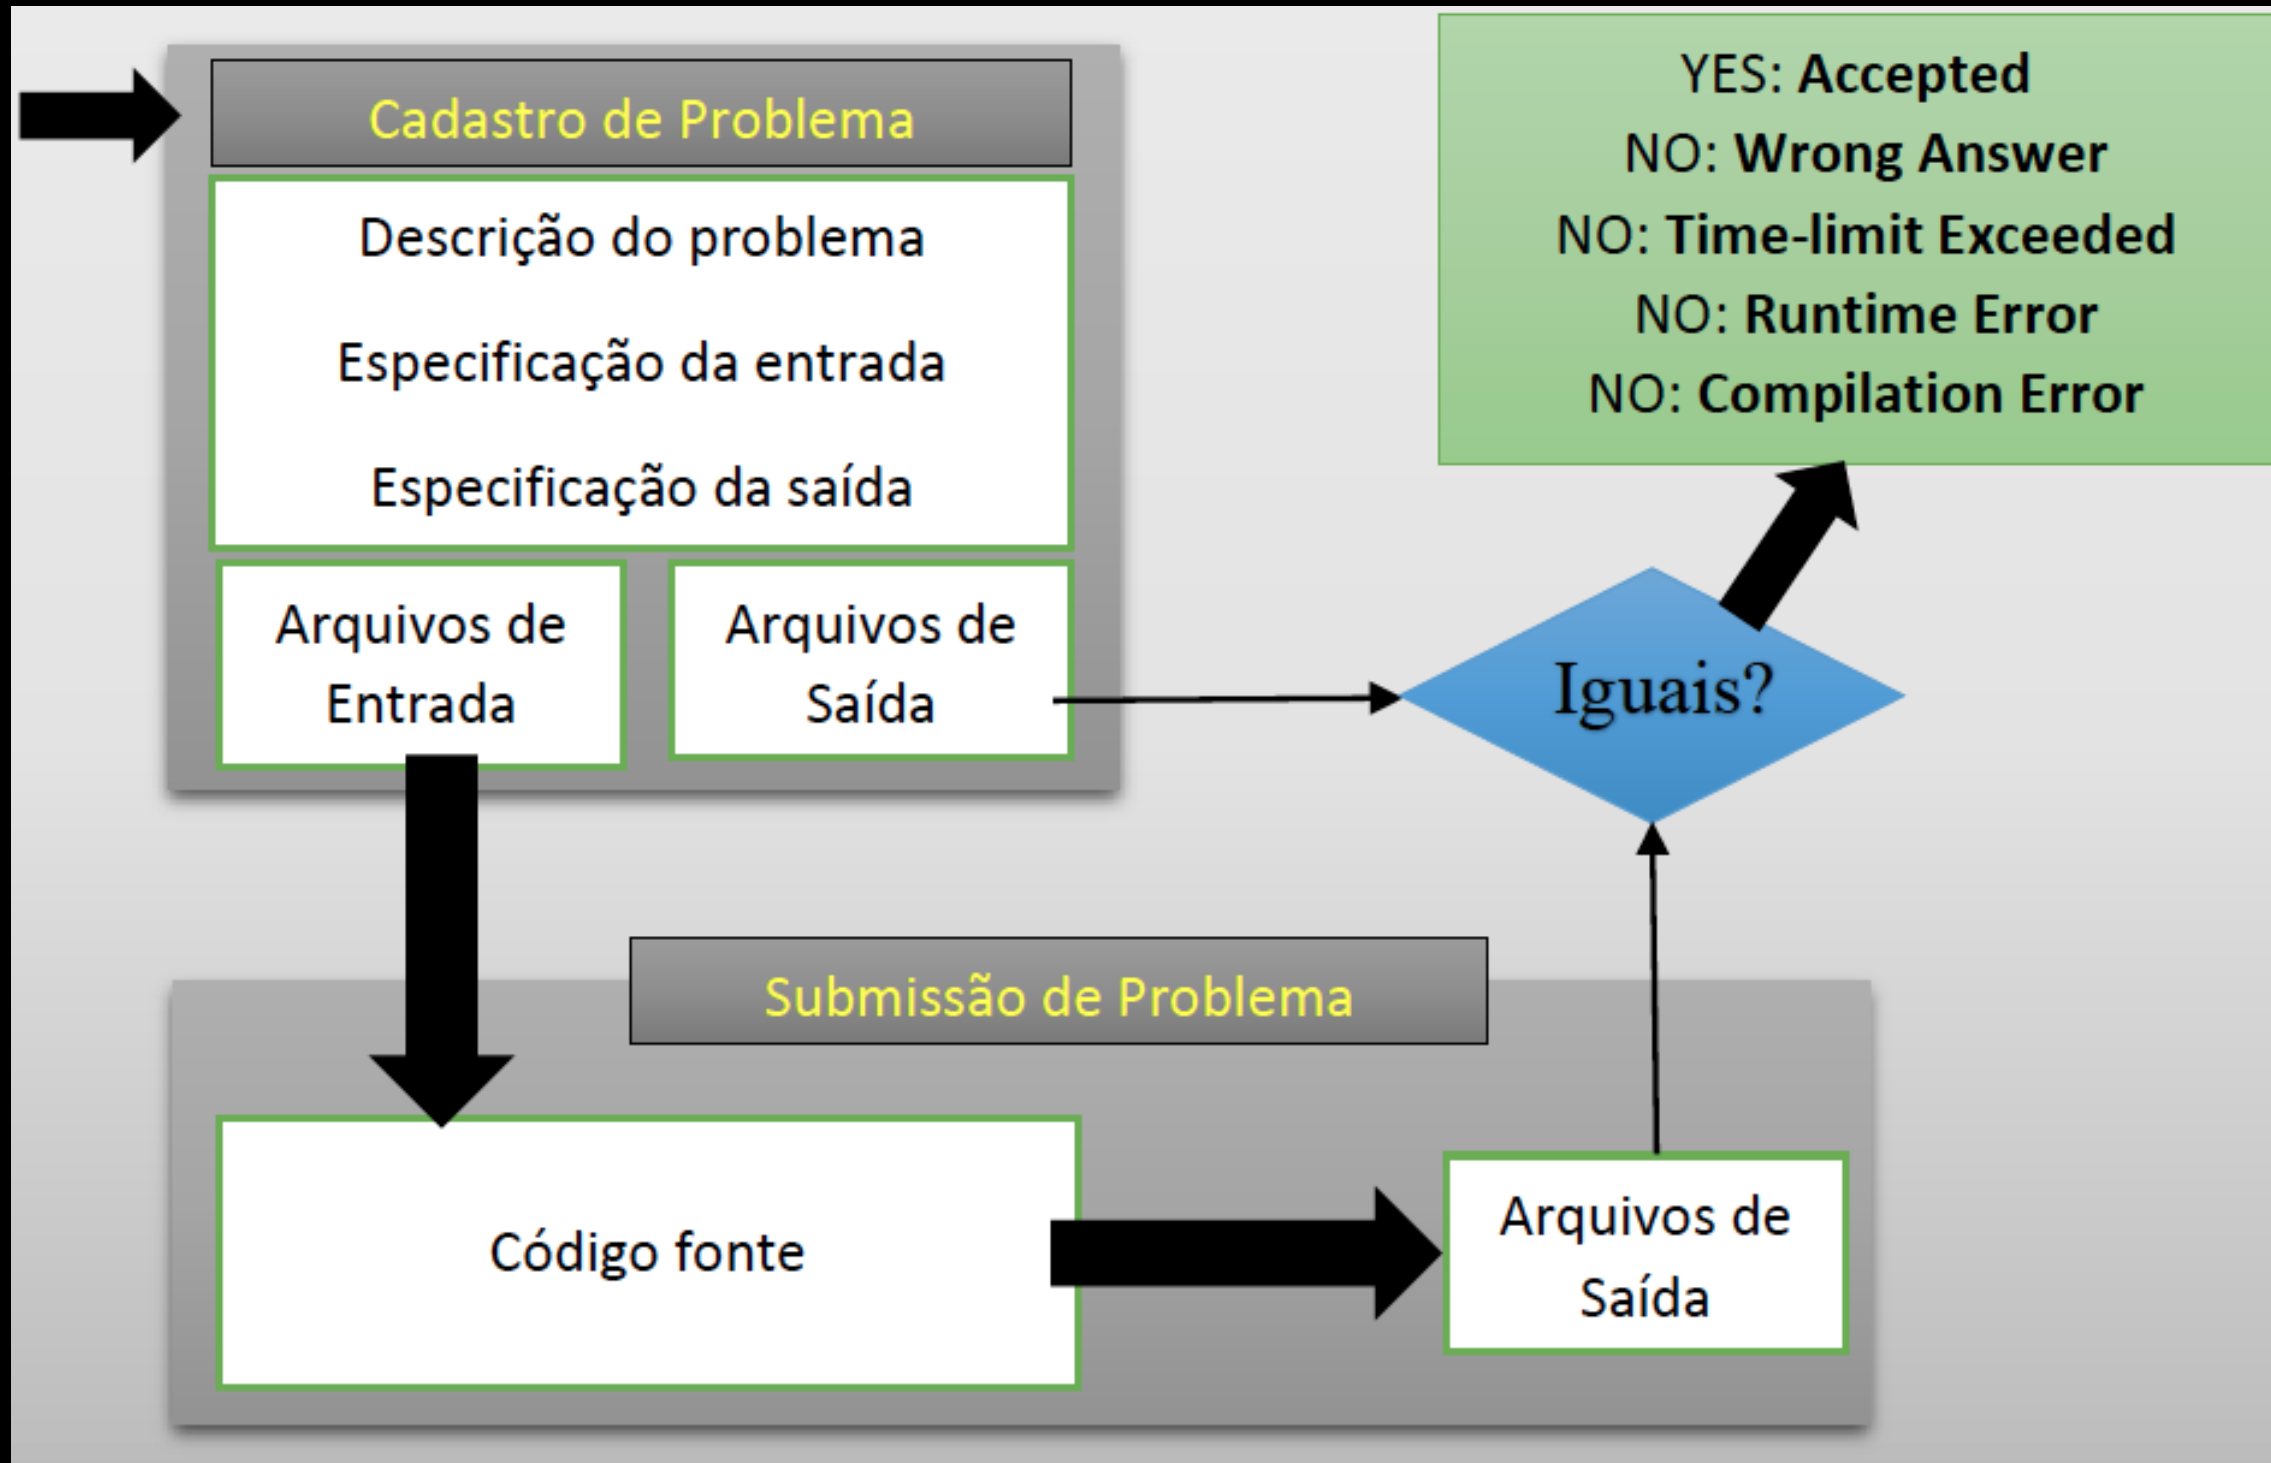 Cadastro de Problema
Descrição do problema
Especificação da entrada
Especificação da saída
Arquivos de
Entrada
Arquivos de
Saída
YES: Accepted
NO: Wrong Answer
NO: Time-limit Exceeded
NO: Runtime Error
NO: Compilation Error
Iguais?
Submissão de Problema
Código fonte
Arquivos de
Saída